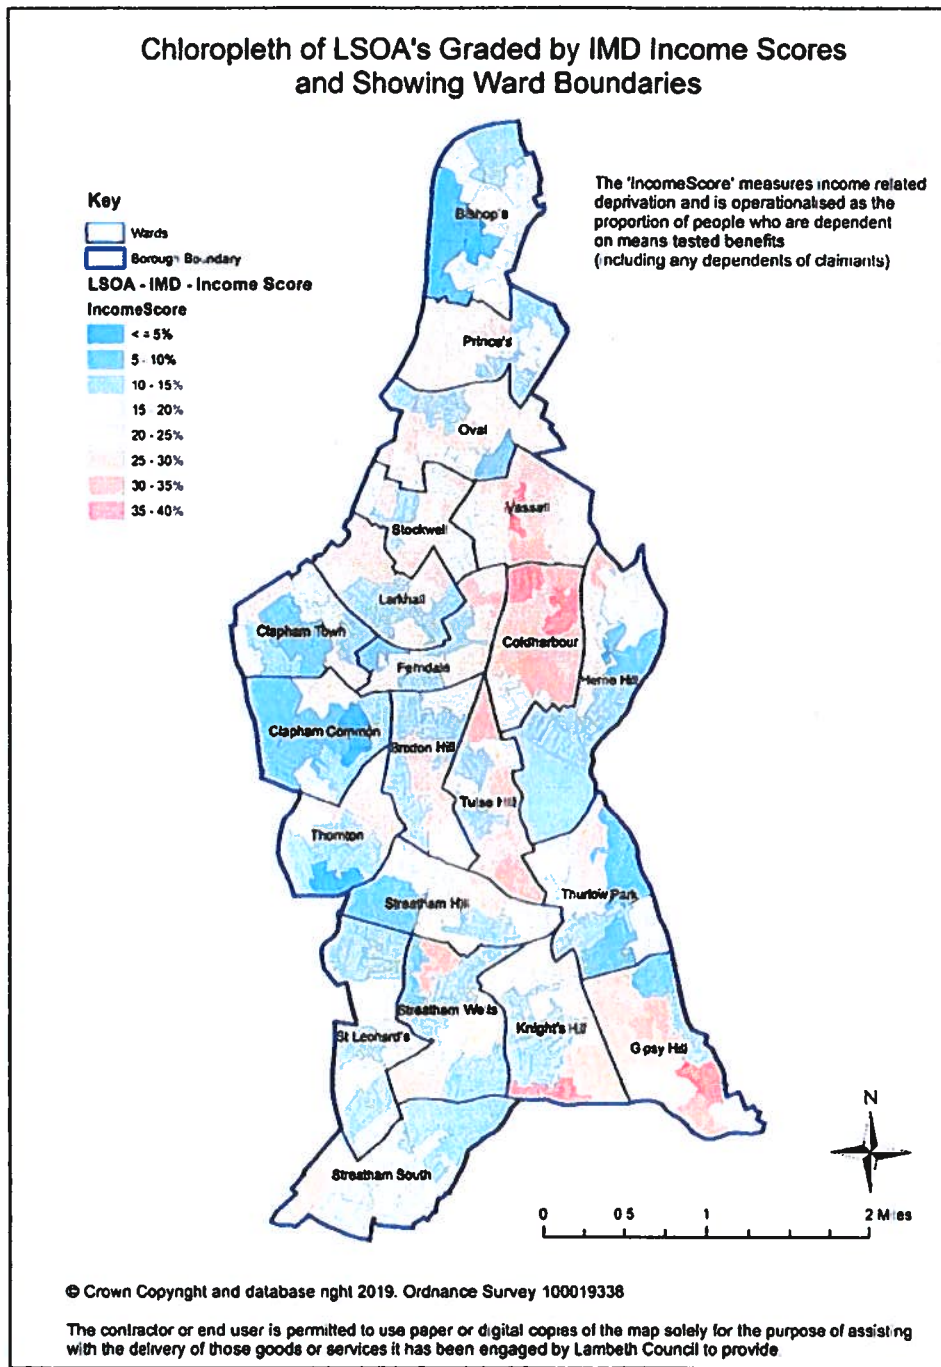 Chloropleth of LSOA's Graded by IMD Income Scores
and Showing Ward Boundaries
The 'IncomeScore' measures income related
deprivation and is operationalised as the
proportion of people who are dependent
on means tested benefits
(including any dependents of claimants)
Key
Wards
Borough Boundary
LSOA - IMD - Income Score
IncomeScore
< = 5%
5 - 10%
10 - 15%
15 20%
20 - 25%
25 - 30%
30 - 35%
35 - 40%
Bishop's
Prince's
Oval
Vassall
Stockwell
Larkhall
Clapham Town
Coldharbour
Ferndale
Herne Hill
Clapham Common
Brixton Hill
Tulse Hill
Thornton
Thurlow Park
Streatham Hill
Streatham Wells
Knight's Hill
St Leonard's
Gipsy Hill
Streatham South
N
0 0 5 1 2 Miles
© Crown Copyright and database right 2019. Ordnance Survey 100019338
The contractor or end user is permitted to use paper or digital copies of the map solely for the purpose of assisting
with the delivery of those goods or services it has been engaged by Lambeth Council to provide